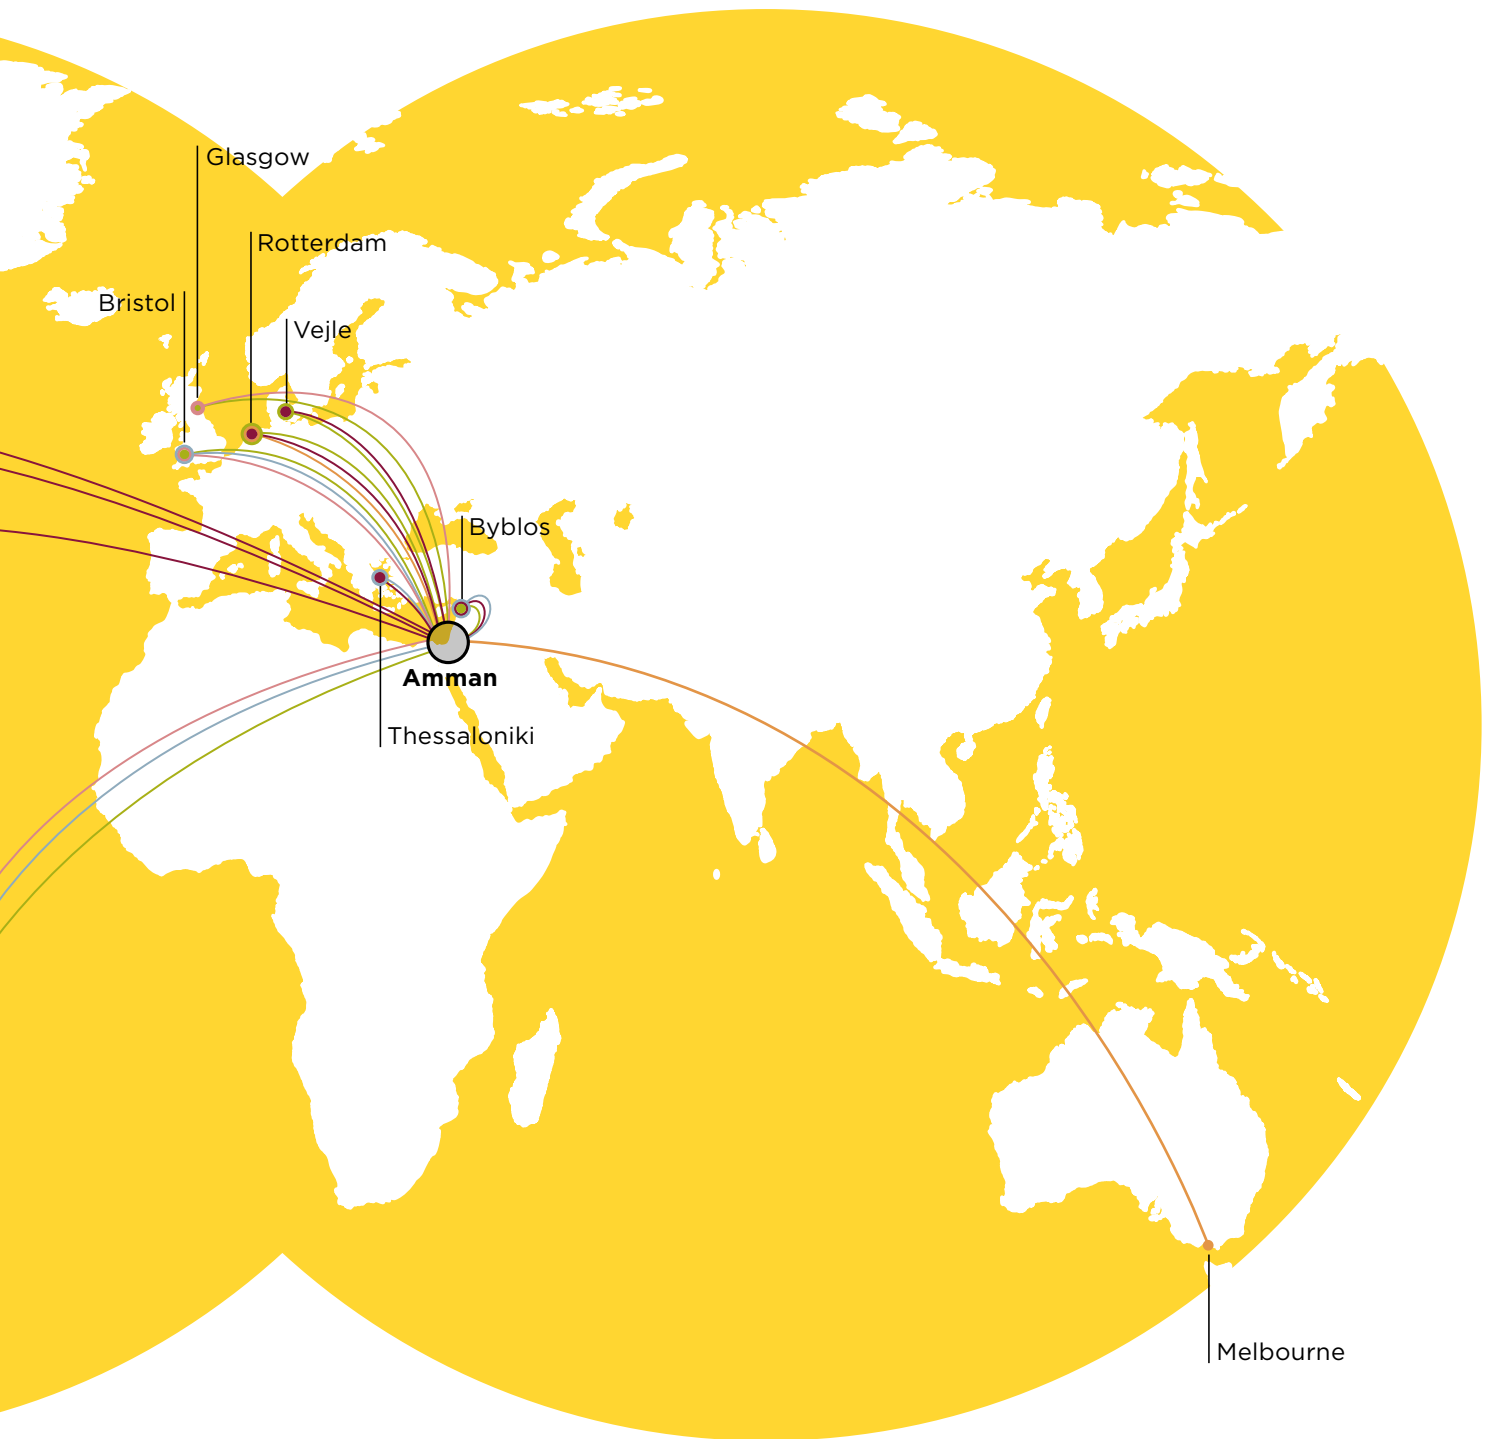 Glasgow
Rotterdam
Bristol
Vejle
Byblos
Amman
Thessaloniki
Melbourne